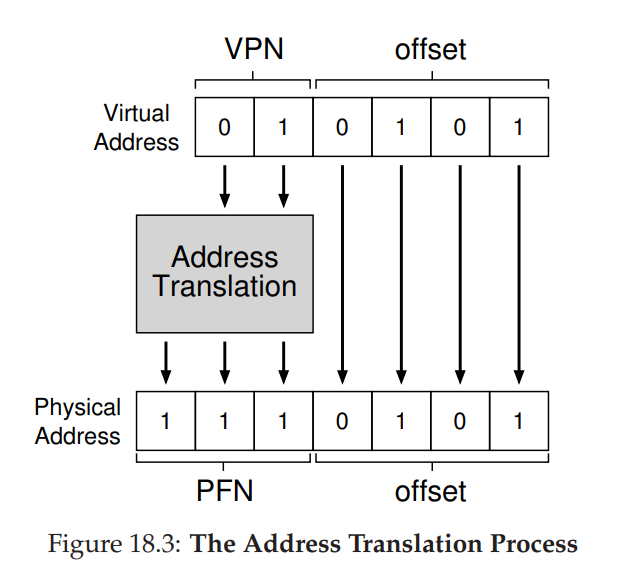 VPN offset
Virtual
Address
0 1 0 1 0 1
Address
Translation
Physical
Address
1 1 1 0 1 0 1
PFN offset
Figure 18.3: The Address Translation Process